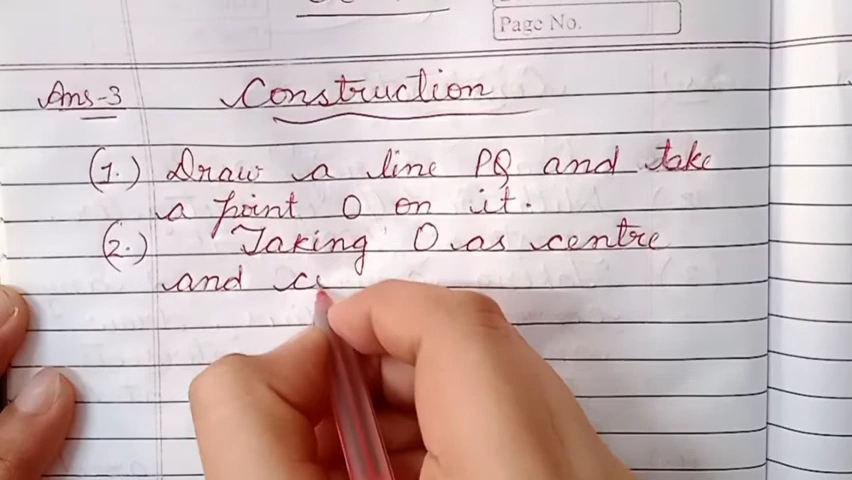 Page No.
Ans-3 Construction
(1.) Draw a line PQ and take
a point O on it.
(2.) Taking O as centre
and